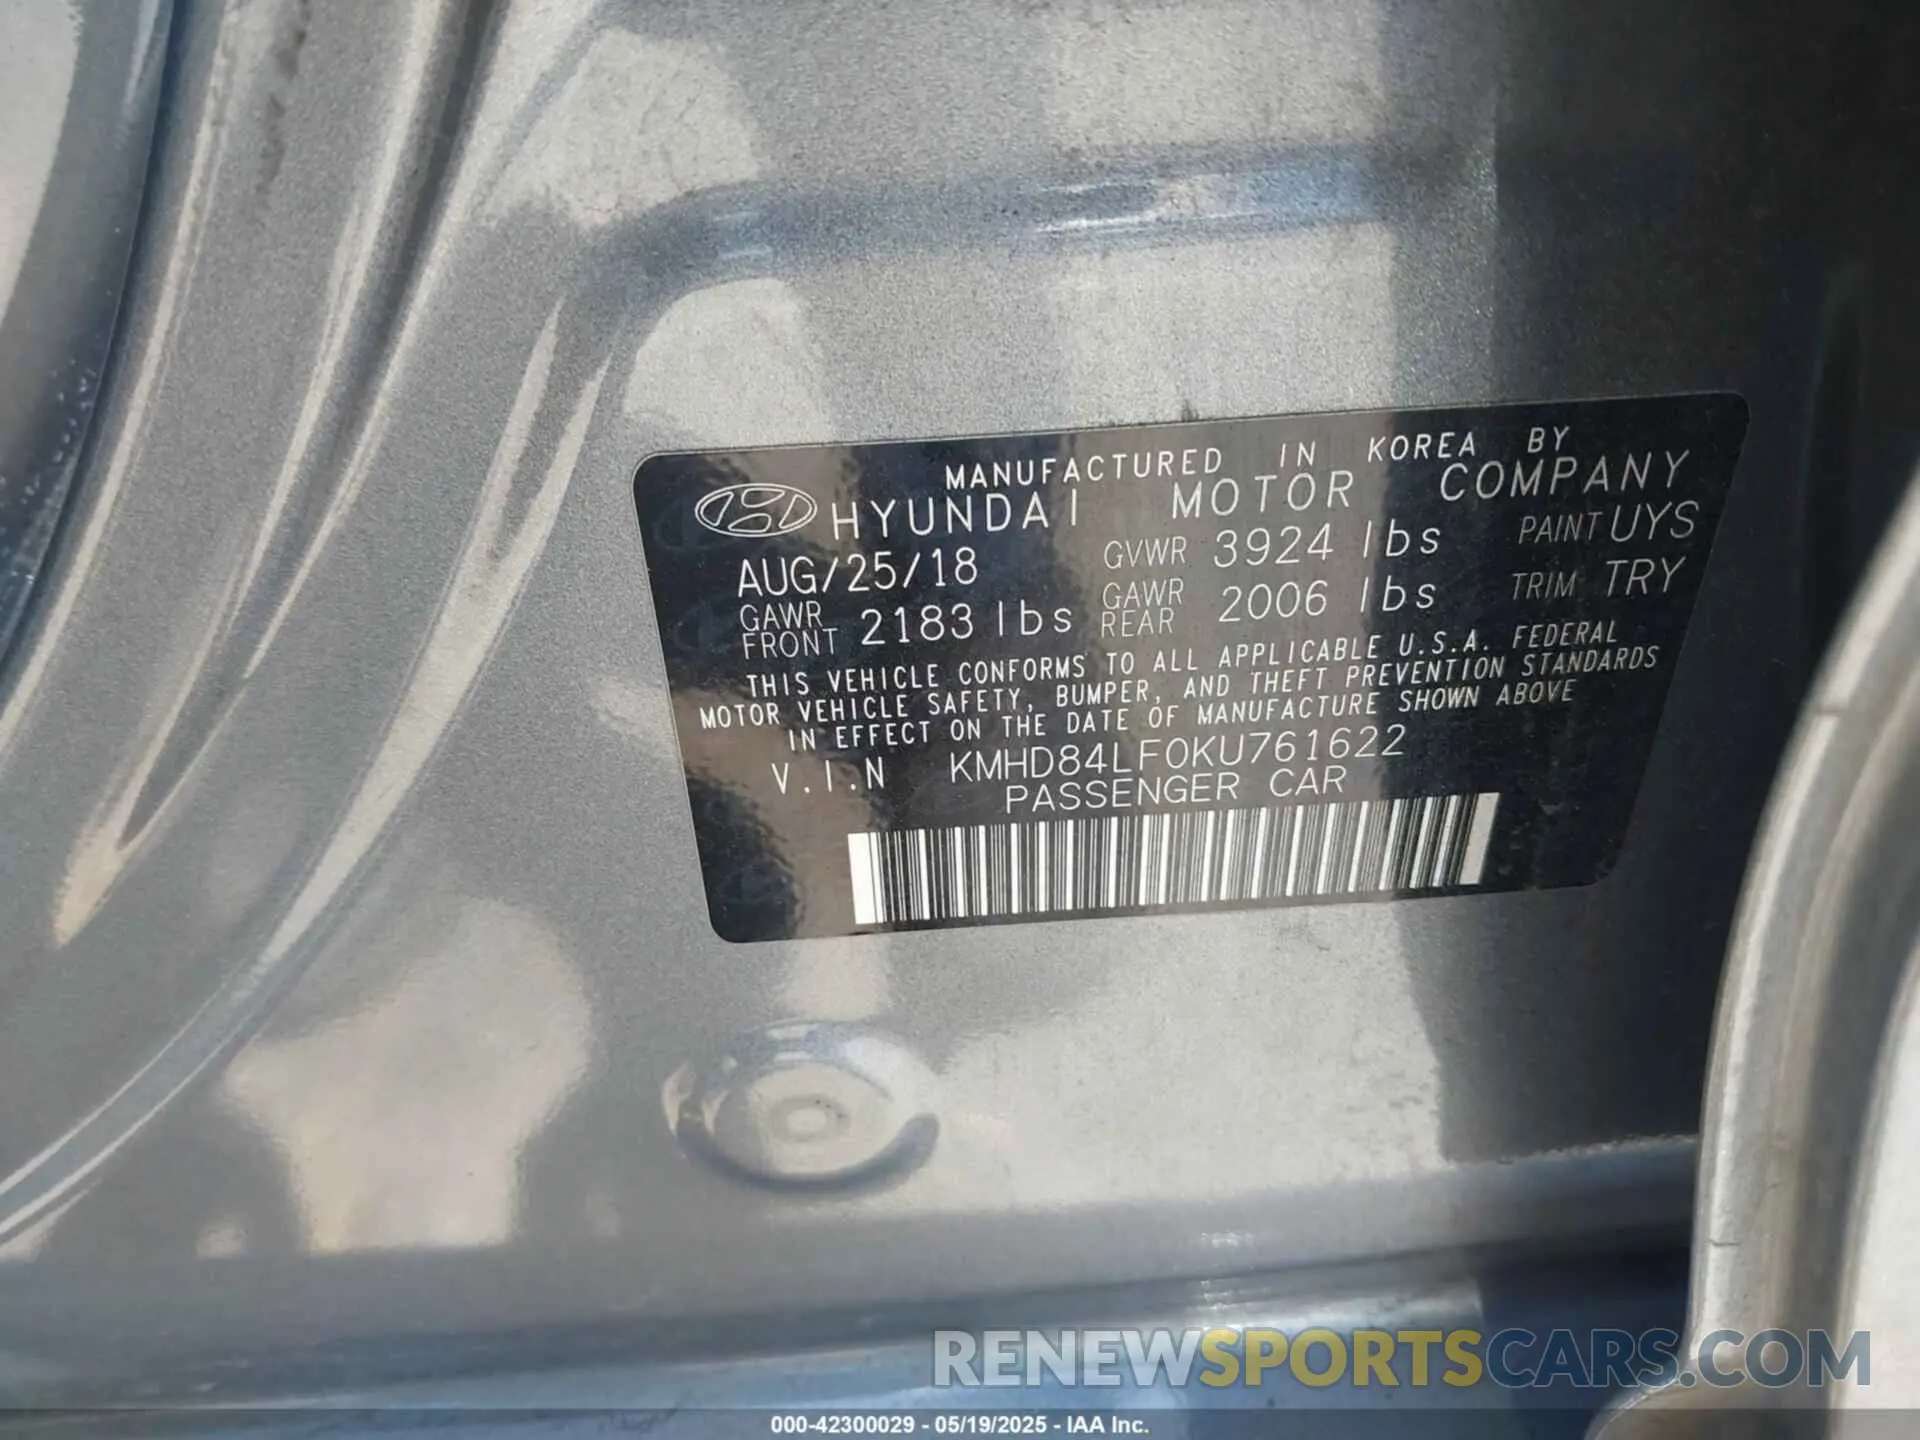 MANUFACTURED IN KOREA BY
HYUNDAI MOTOR COMPANY
AUG/25/18 GVWR 3924 lbs PAINT UYS
GAWR FRONT 2183 lbs GAWR REAR 2006 lbs TRIM TRY
THIS VEHICLE CONFORMS TO ALL APPLICABLE U.S.A. FEDERAL
MOTOR VEHICLE SAFETY, BUMPER, AND THEFT PREVENTION STANDARDS
IN EFFECT ON THE DATE OF MANUFACTURE SHOWN ABOVE
V.I.N KMHD84LF0KU761622
PASSENGER CAR
RENEWSPORTSCARS.COM
000-42300029 - 05/19/2025 - IAA Inc.